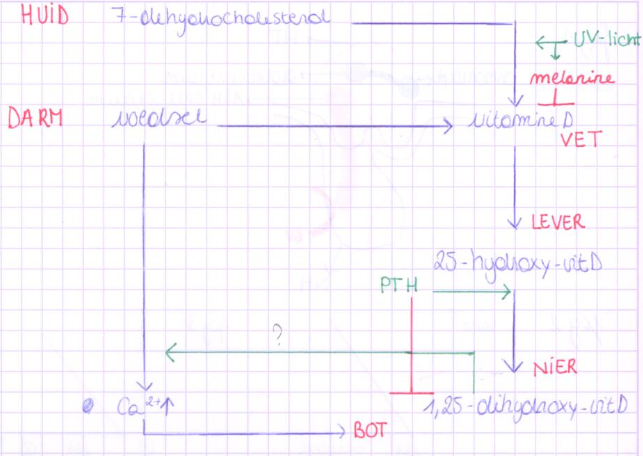 HUiD 7-dihydrocholesterol
UV-licht
melanine
DARM voedsel vitamine D
VET
LEVER
25-hydroxy-vitD
PTH
?
NiER
Ca²⁺↑ 1,25-dihydroxy-vitD
BOT